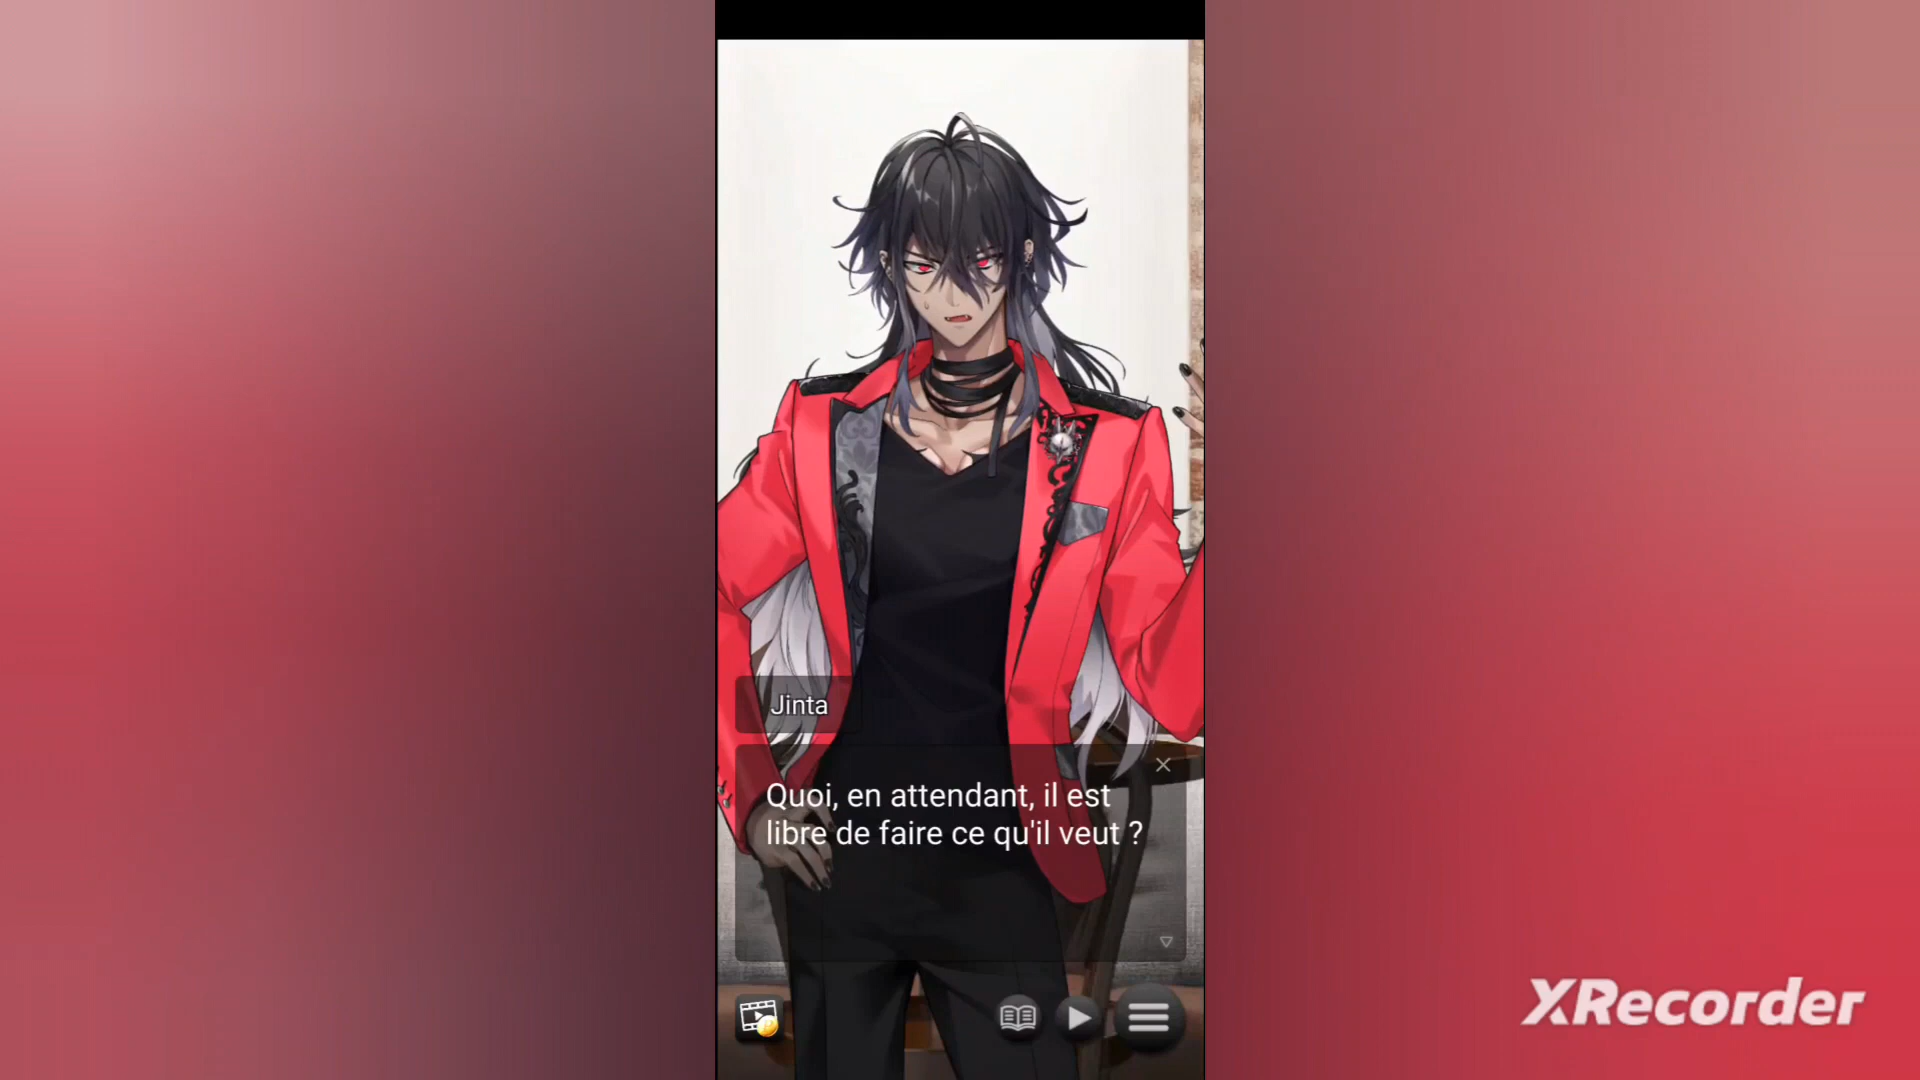 Jinta
Quoi, en attendant, il est
libre de faire ce qu'il veut ?
XRecorder